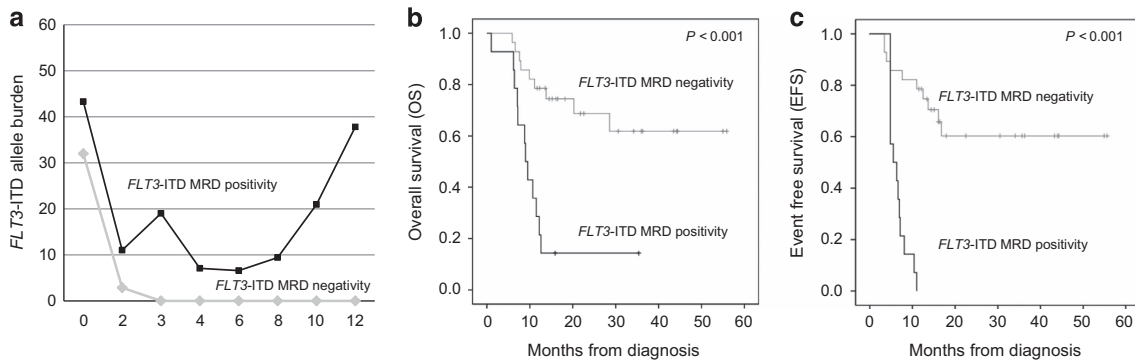 a
60
50
40
30
20
10
0
FLT3-ITD allele burden
FLT3-ITD MRD positivity
FLT3-ITD MRD negativity
0 2 3 4 6 8 10 12
b
P < 0.001
1.0
0.8
0.6
0.4
0.2
0.0
Overall survival (OS)
FLT3-ITD MRD negativity
FLT3-ITD MRD positivity
0 10 20 30 40 50 60
Months from diagnosis
c
P < 0.001
1.0
0.8
0.6
0.4
0.2
0.0
Event free survival (EFS)
FLT3-ITD MRD negativity
FLT3-ITD MRD positivity
0 10 20 30 40 50 60
Months from diagnosis